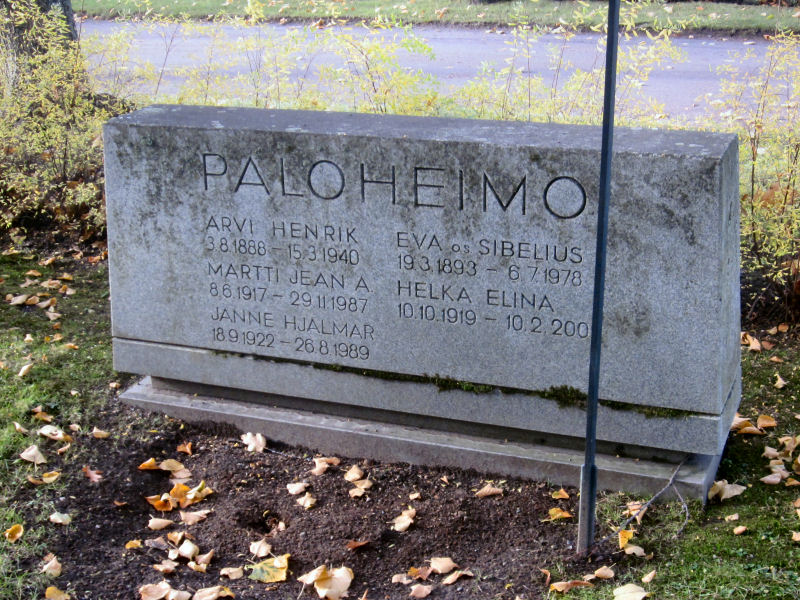 PALOHEIMO
ARVI HENRIK
3.8.1888 – 15.3.1940
MARTTI JEAN A.
8.6.1917 – 29.11.1987
JANNE HJALMAR
18.9.1922 – 26.8.1989
EVA os SIBELIUS
19.3.1893 – 6.7.1978
HELKA ELINA
10.10.1919 – 10.2.